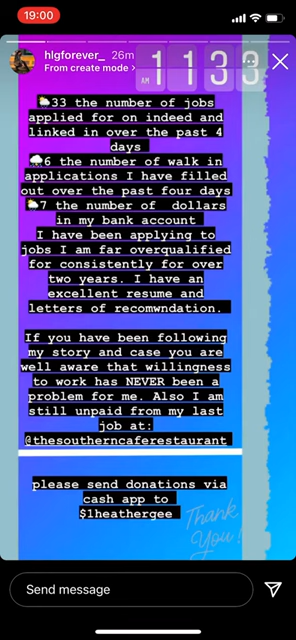 19:00
hlgforever_ 26m
From create mode >
AM 11 33
🌦33 the number of jobs
applied for on indeed and
linked in over the past 4
days
🌨6 the number of walk in
applications I have filled
out over the past four days
🌦7 the number of dollars
in my bank account
I have been applying to
jobs I am far overqualified
for consistently for over
two years. I have an
excellent resume and
letters of recomwndation.
If you have been following
my story and case you are
well aware that willingness
to work has NEVER been a
problem for me. Also I am
still unpaid from my last
job at:
@thesoutherncaferestaurant
please send donations via
cash app to
$1heathergee
Thank
You!
Send message